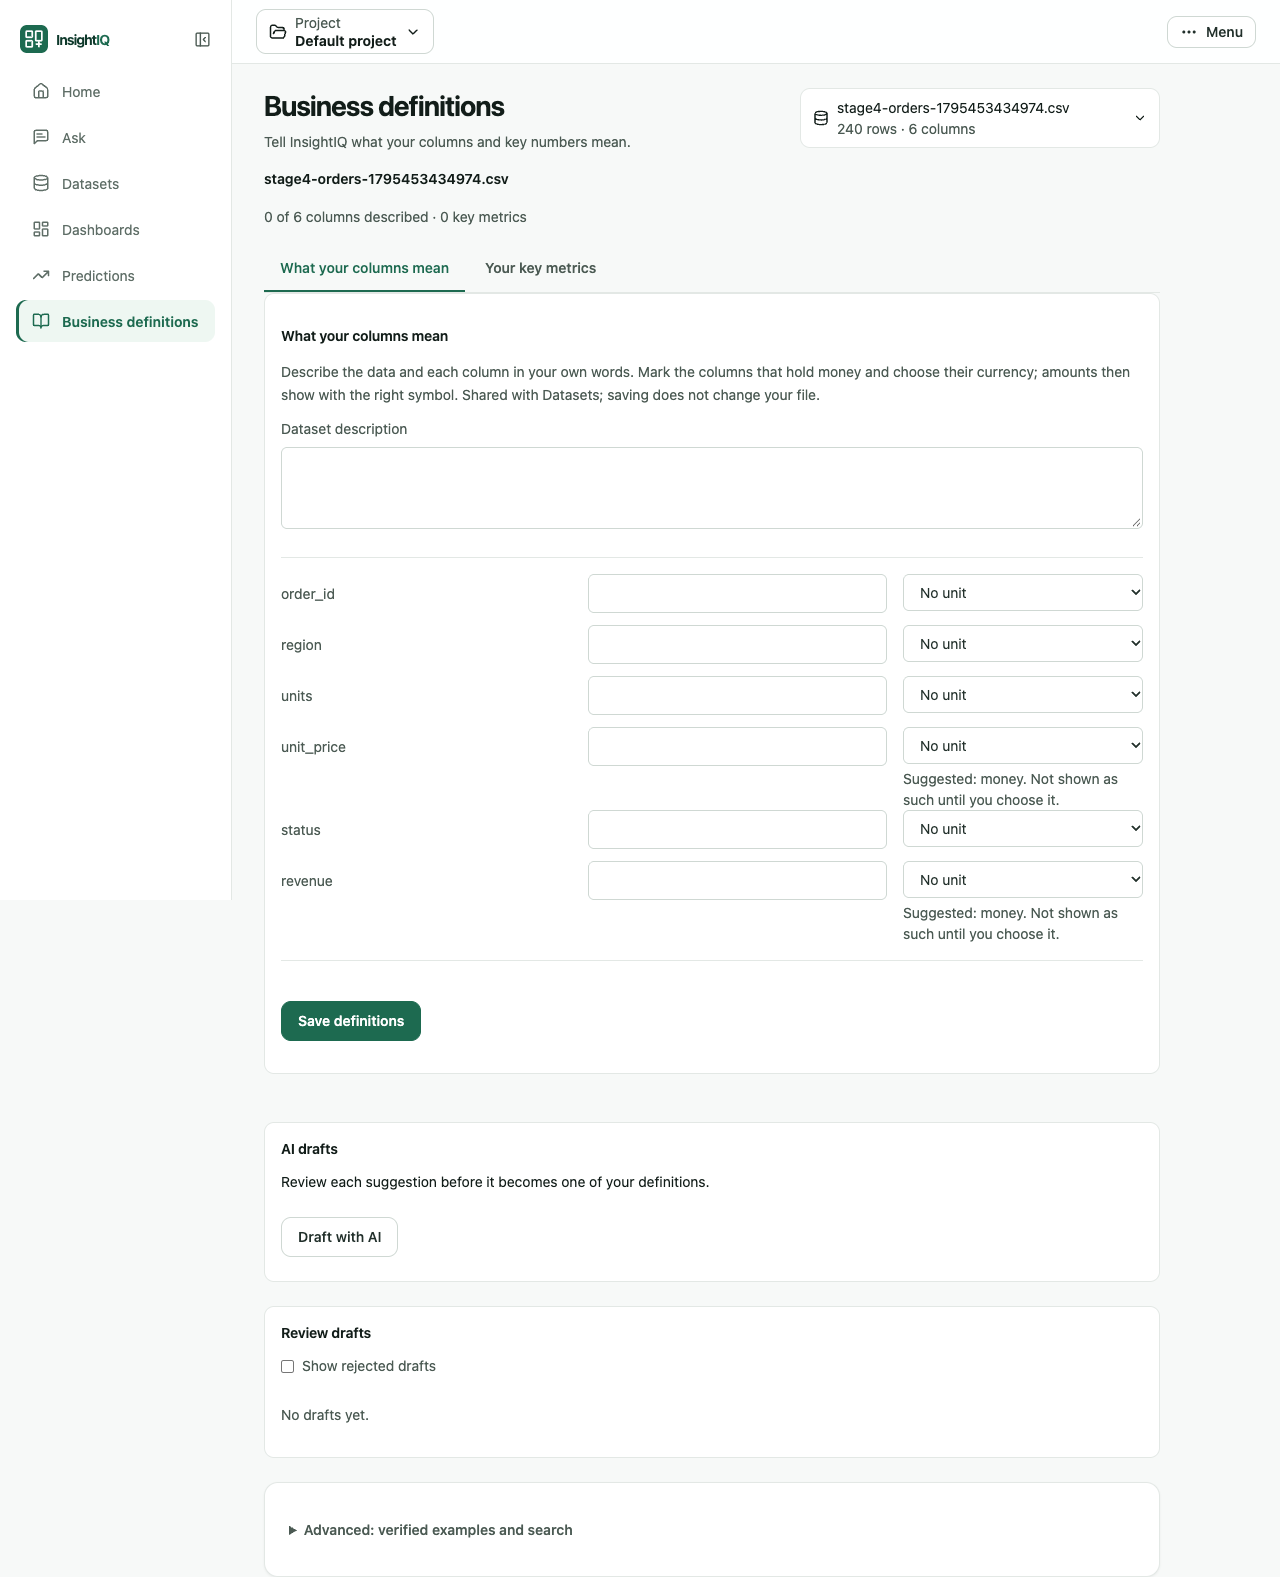 InsightIQ
Project
Default project
Menu
Home
Ask
Datasets
Dashboards
Predictions
Business definitions
Business definitions
Tell InsightIQ what your columns and key numbers mean.
stage4-orders-1795453434974.csv
240 rows · 6 columns
stage4-orders-1795453434974.csv
0 of 6 columns described · 0 key metrics
What your columns mean
Your key metrics
What your columns mean
Describe the data and each column in your own words. Mark the columns that hold money and choose their currency; amounts then
show with the right symbol. Shared with Datasets; saving does not change your file.
Dataset description
order_id
No unit
region
No unit
units
No unit
unit_price
No unit
Suggested: money. Not shown as
such until you choose it.
status
No unit
revenue
No unit
Suggested: money. Not shown as
such until you choose it.
Save definitions
AI drafts
Review each suggestion before it becomes one of your definitions.
Draft with AI
Review drafts
Show rejected drafts
No drafts yet.
Advanced: verified examples and search